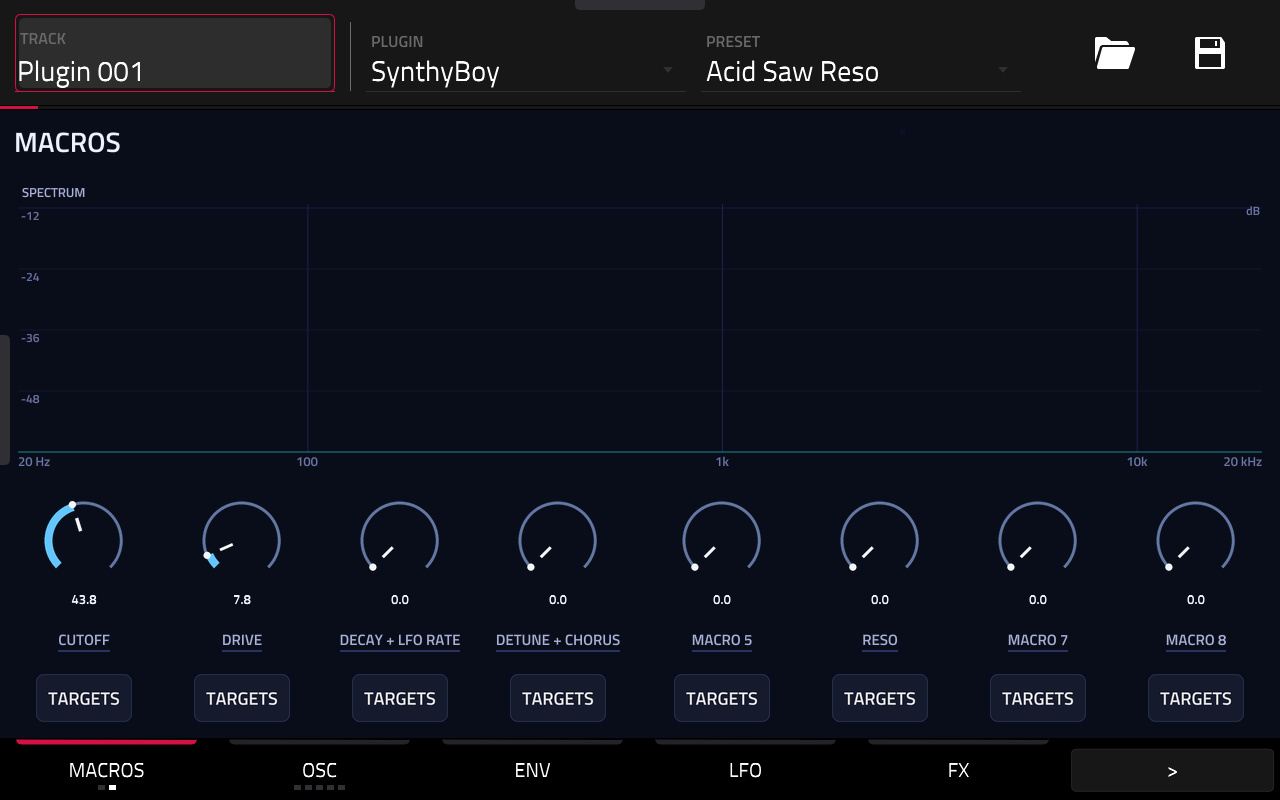 TRACK
Plugin 001
PLUGIN
SynthyBoy
PRESET
Acid Saw Reso
MACROS
SPECTRUM
-12
dB
-24
-36
-48
20 Hz 100 1k 10k 20 kHz
43.8 7.8 0.0 0.0 0.0 0.0 0.0 0.0
CUTOFF DRIVE DECAY + LFO RATE DETUNE + CHORUS MACRO 5 RESO MACRO 7 MACRO 8
TARGETS TARGETS TARGETS TARGETS TARGETS TARGETS TARGETS TARGETS
MACROS OSC ENV LFO FX >